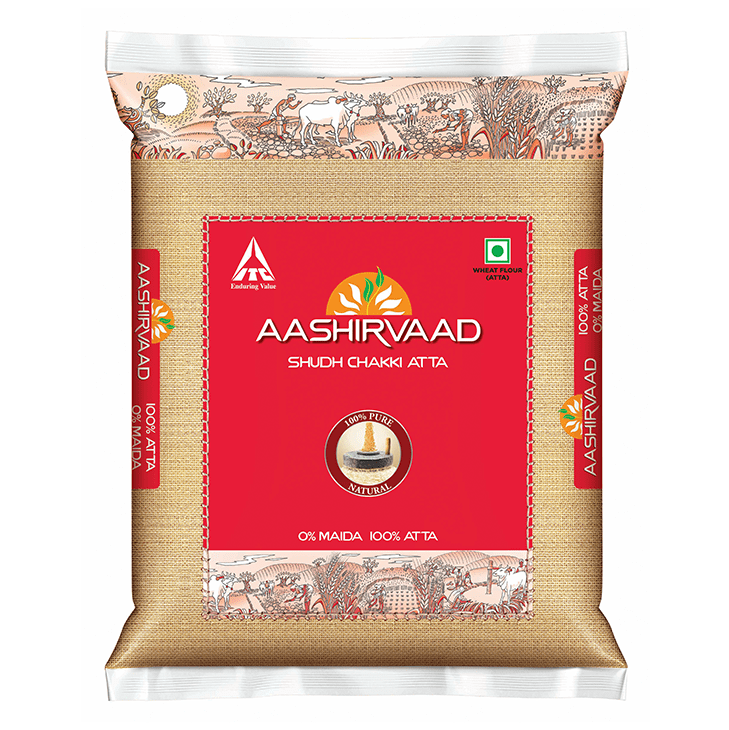 ITC
Enduring Value
WHEAT FLOUR
(ATTA)
AASHIRVAAD
SHUDH CHAKKI ATTA
100% PURE
NATURAL
0% MAIDA 100% ATTA
AASHIRVAAD
100% ATTA
0% MAIDA
AASHIRVAAD
100% ATTA
0% MAIDA